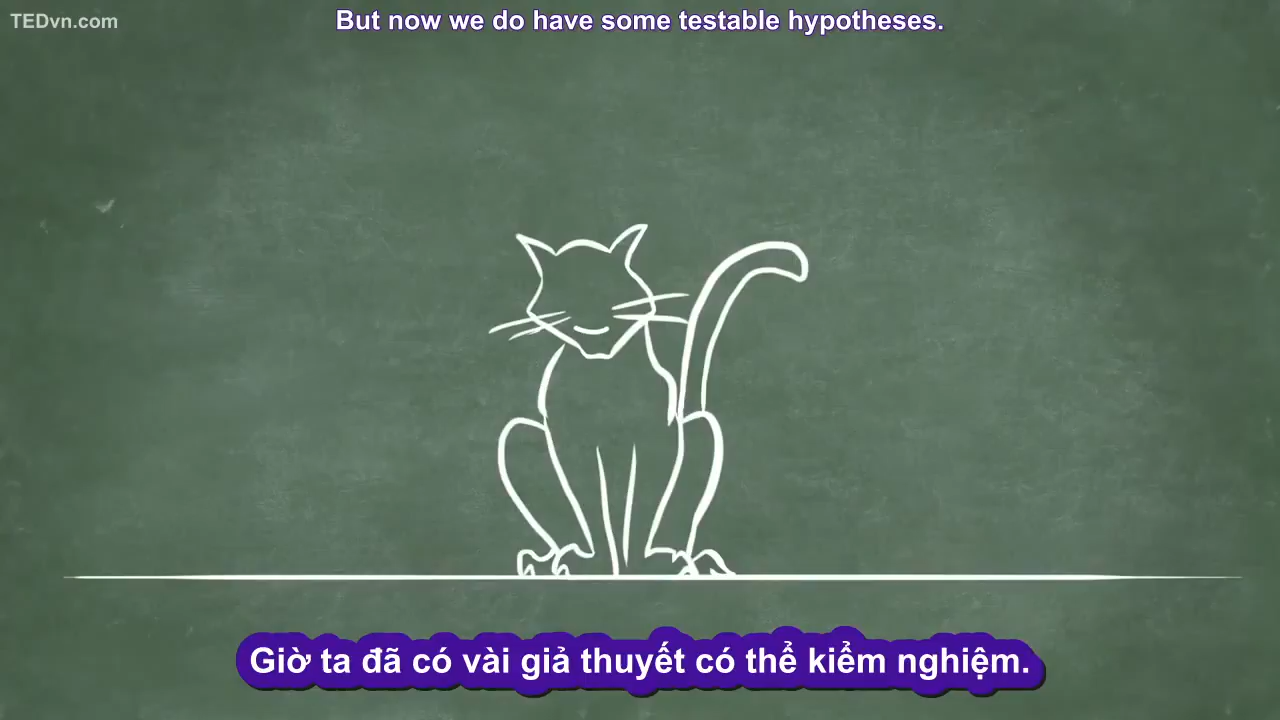 TEDvn.com
But now we do have some testable hypotheses.
Giờ ta đã có vài giả thuyết có thể kiểm nghiệm.